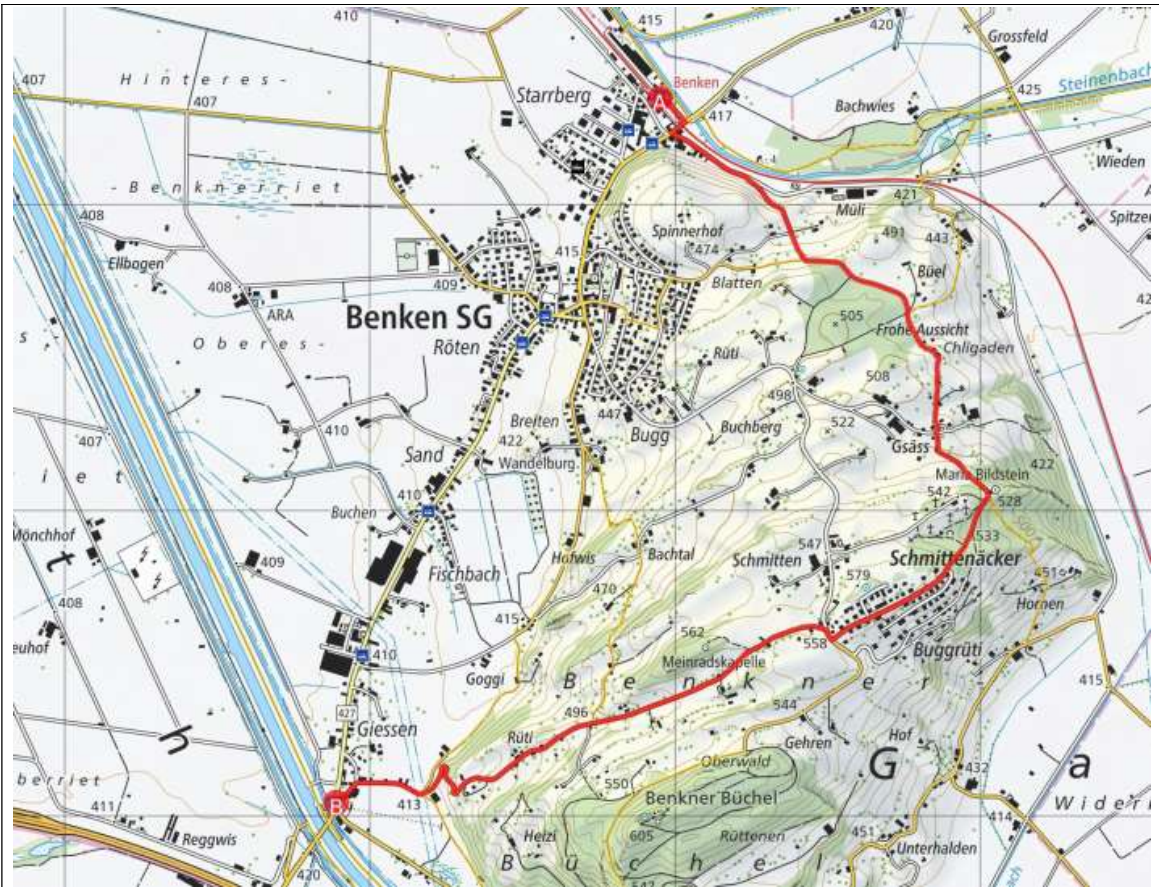 410
415
420
Grossfeld
407
Hinteres-
Benken
A
Steinenbach
425
Starrberg
417
Bachwies
407
407
Wieden
-Benknerriet
Müli
421
408
491
Spinnerhof
443
474
415
Ellbogen
Büel
Blatten
408
409
ARA
505
Benken SG
Frohe Aussicht
Röten
Chligaden
Oberes-
Rüti
508
498
447
Breiten
522
410
422
Bugg
Buchberg
407
Sand
Gsäss
Wandelburg
422
Maria Bildstein
iet
410
542
528
Buchen
533
Mönchhof
t
Hofwis
Bachtal
547
Schmitten
Schmittenäcker
409
Fischbach
579
451
408
470
Hornen
415
562
558
Buggrüti
410
Meinradskapelle
Goggi
Benkner
415
427
544
496
Giessen
Gehren
Hof
Rüti
h
Oberwald
G
a
432
413
550
Benkner Büchel
B
411
414
Reggwis
605
Rüttenen
Heizi
451
Unterhalden
Büchel
420